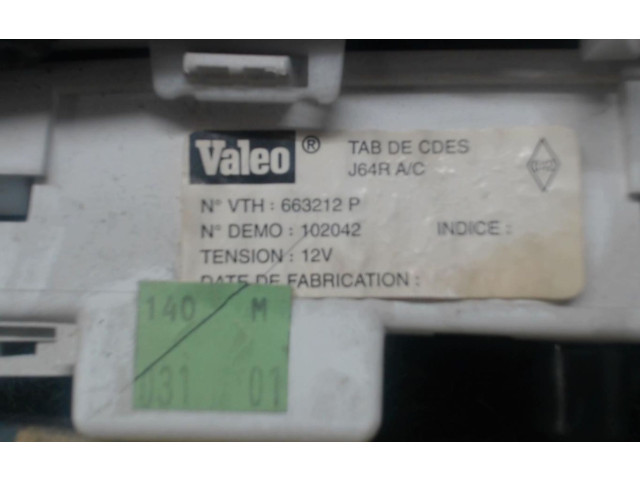 Valeo ® TAB DE CDES
J64R A/C
N° VTH : 663212 P
N° DEMO : 102042 INDICE :
TENSION : 12V
DATE DE FABRICATION :
140 M
031 01